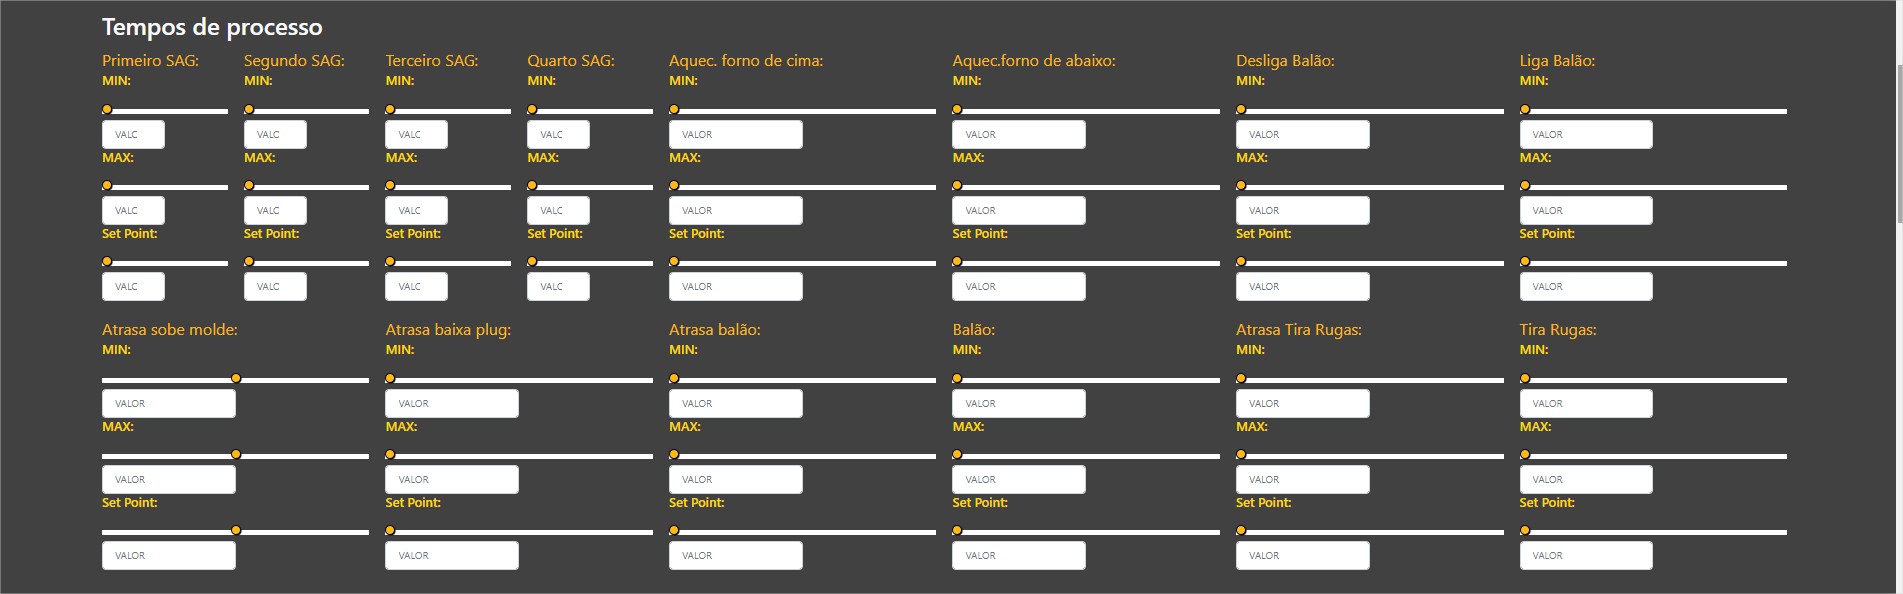 Tempos de processo
Primeiro SAG: Segundo SAG: Terceiro SAG: Quarto SAG: Aquec. forno de cima: Aquec.forno de abaixo: Desliga Balão: Liga Balão:
MIN: MIN: MIN: MIN: MIN: MIN: MIN: MIN:
VALC VALC VALC VALC VALOR VALOR VALOR VALOR
MAX: MAX: MAX: MAX: MAX: MAX: MAX: MAX:
VALC VALC VALC VALC VALOR VALOR VALOR VALOR
Set Point: Set Point: Set Point: Set Point: Set Point: Set Point: Set Point: Set Point:
VALC VALC VALC VALC VALOR VALOR VALOR VALOR
Atrasa sobe molde: Atrasa baixa plug: Atrasa balão: Balão: Atrasa Tira Rugas: Tira Rugas:
MIN: MIN: MIN: MIN: MIN: MIN:
VALOR VALOR VALOR VALOR VALOR VALOR
MAX: MAX: MAX: MAX: MAX: MAX:
VALOR VALOR VALOR VALOR VALOR VALOR
Set Point: Set Point: Set Point: Set Point: Set Point: Set Point:
VALOR VALOR VALOR VALOR VALOR VALOR